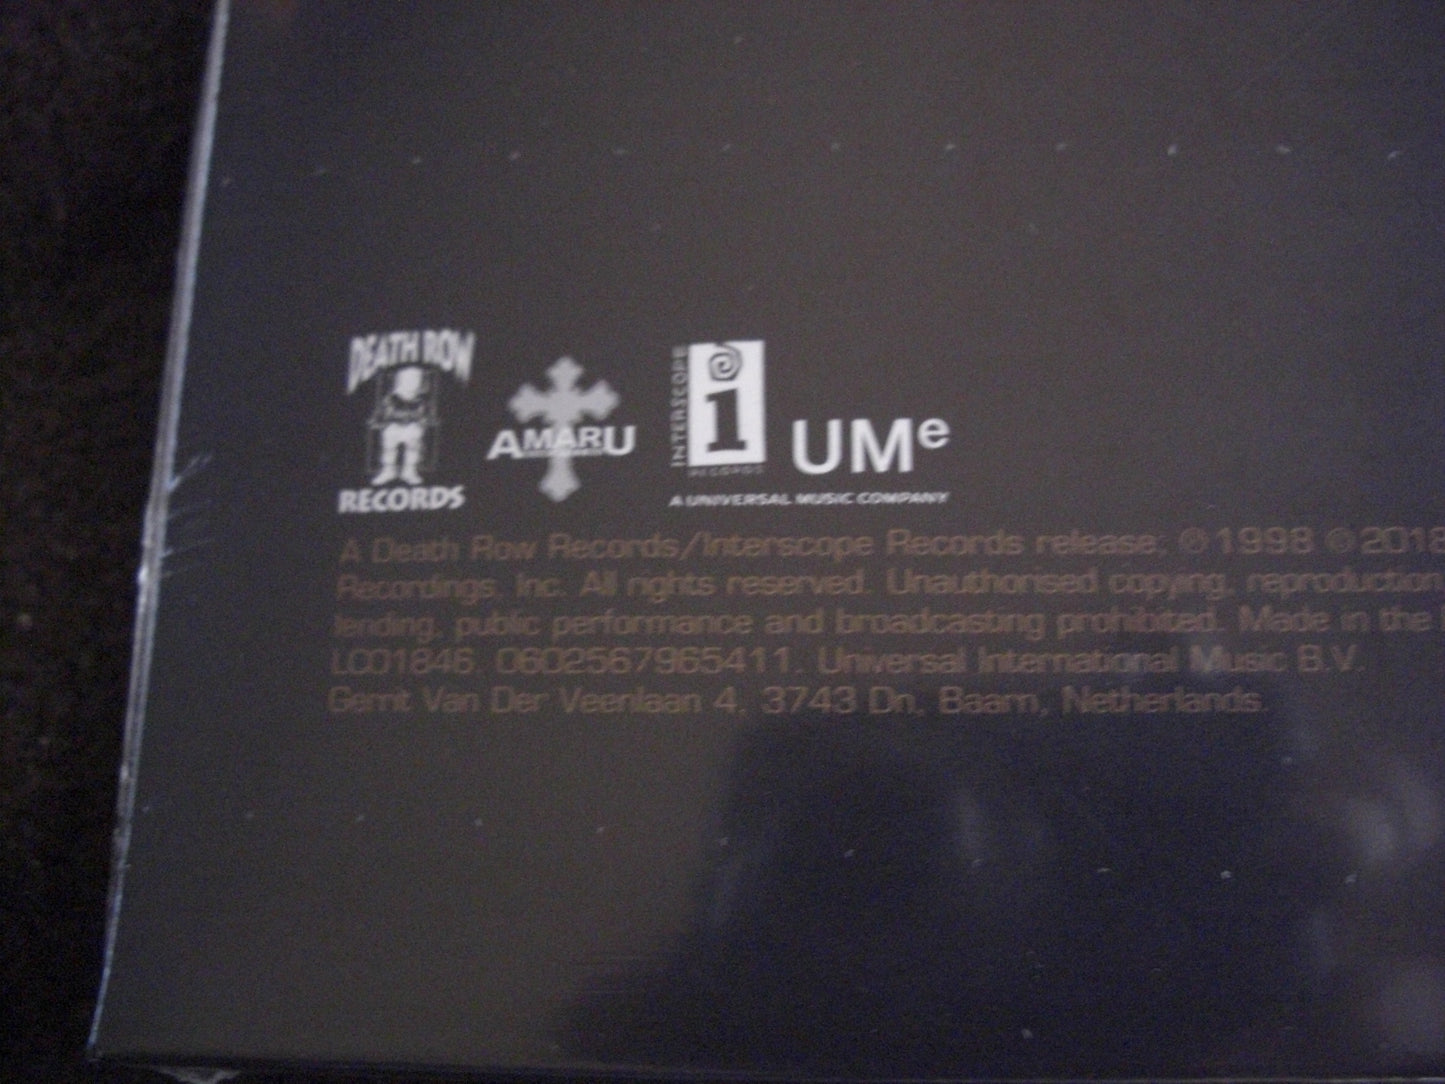 DEATH ROW
RECORDS
AMARU
INTERSCOPE
i
RECORDS
UMe
A UNIVERSAL MUSIC COMPANY
A Death Row Records/Interscope Records release; ℗ 1998 © 2018
Recordings, Inc. All rights reserved. Unauthorised copying, reproduction,
lending, public performance and broadcasting prohibited. Made in the
LC01846. 0602567965411. Universal International Music B.V.
Gerrit Van Der Veenlaan 4, 3743 Dn, Baarn, Netherlands.